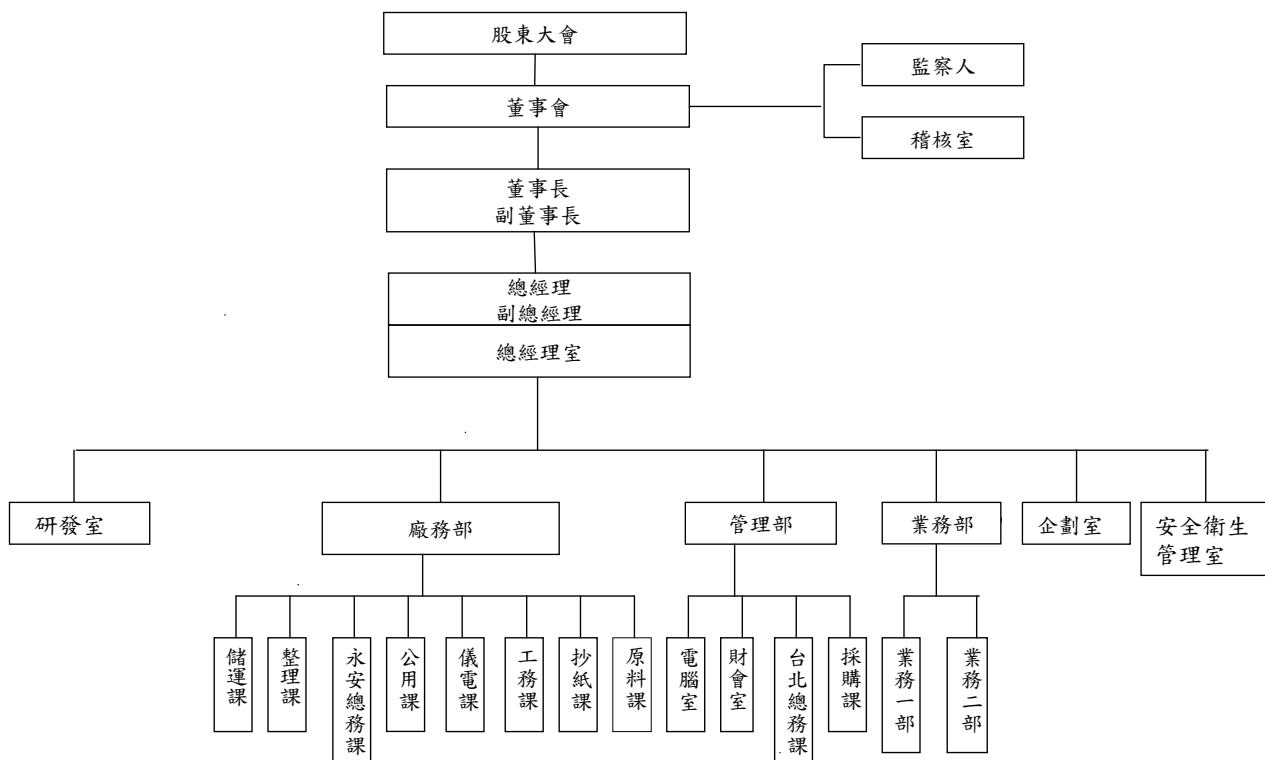 股東大會
監察人
董事會
稽核室
董事長
副董事長
總經理
副總經理
總經理室
研發室
廠務部
管理部
業務部
企劃室
安全衛生
管理室
儲運課
整理課
永安總務課
公用課
儀電課
工務課
抄紙課
原料課
電腦室
財會室
台北總務課
採購課
業務一部
業務二部